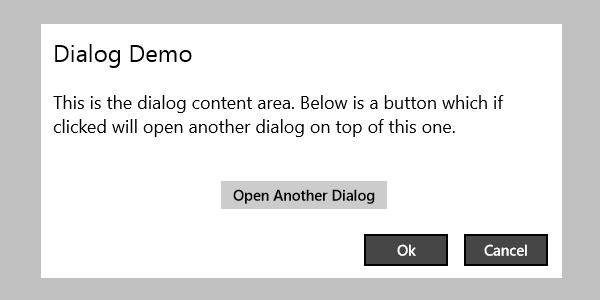 Dialog Demo
This is the dialog content area. Below is a button which if
clicked will open another dialog on top of this one.
Open Another Dialog
Ok
Cancel